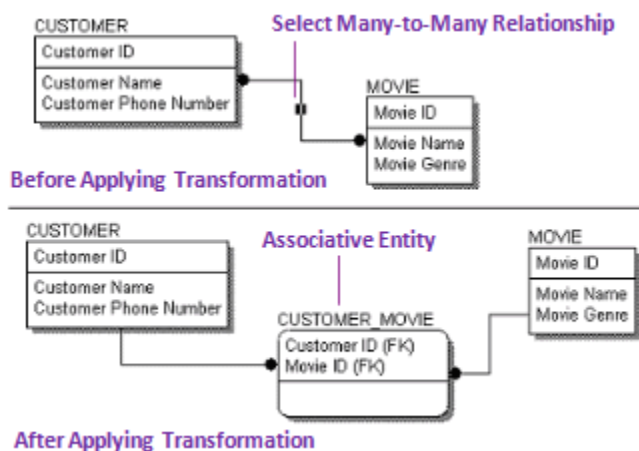 CUSTOMER
Select Many-to-Many Relationship
Customer ID
Customer Name
Customer Phone Number
MOVIE
Movie ID
Movie Name
Movie Genre
Before Applying Transformation
CUSTOMER
Customer ID
Customer Name
Customer Phone Number
Associative Entity
MOVIE
Movie ID
Movie Name
Movie Genre
CUSTOMER_MOVIE
Customer ID (FK)
Movie ID (FK)
After Applying Transformation